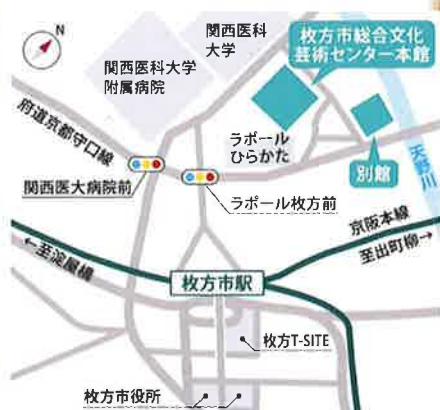 N
関西医科
大学
枚方市総合文化
芸術センター本館
関西医科大学
附属病院
府道京都守口線
ラポール
ひらかた
別館
天野川
関西医大病院前
ラポール枚方前
京阪本線
至出町柳→
←至淀屋橋
枚方市駅
枚方T-SITE
枚方市役所